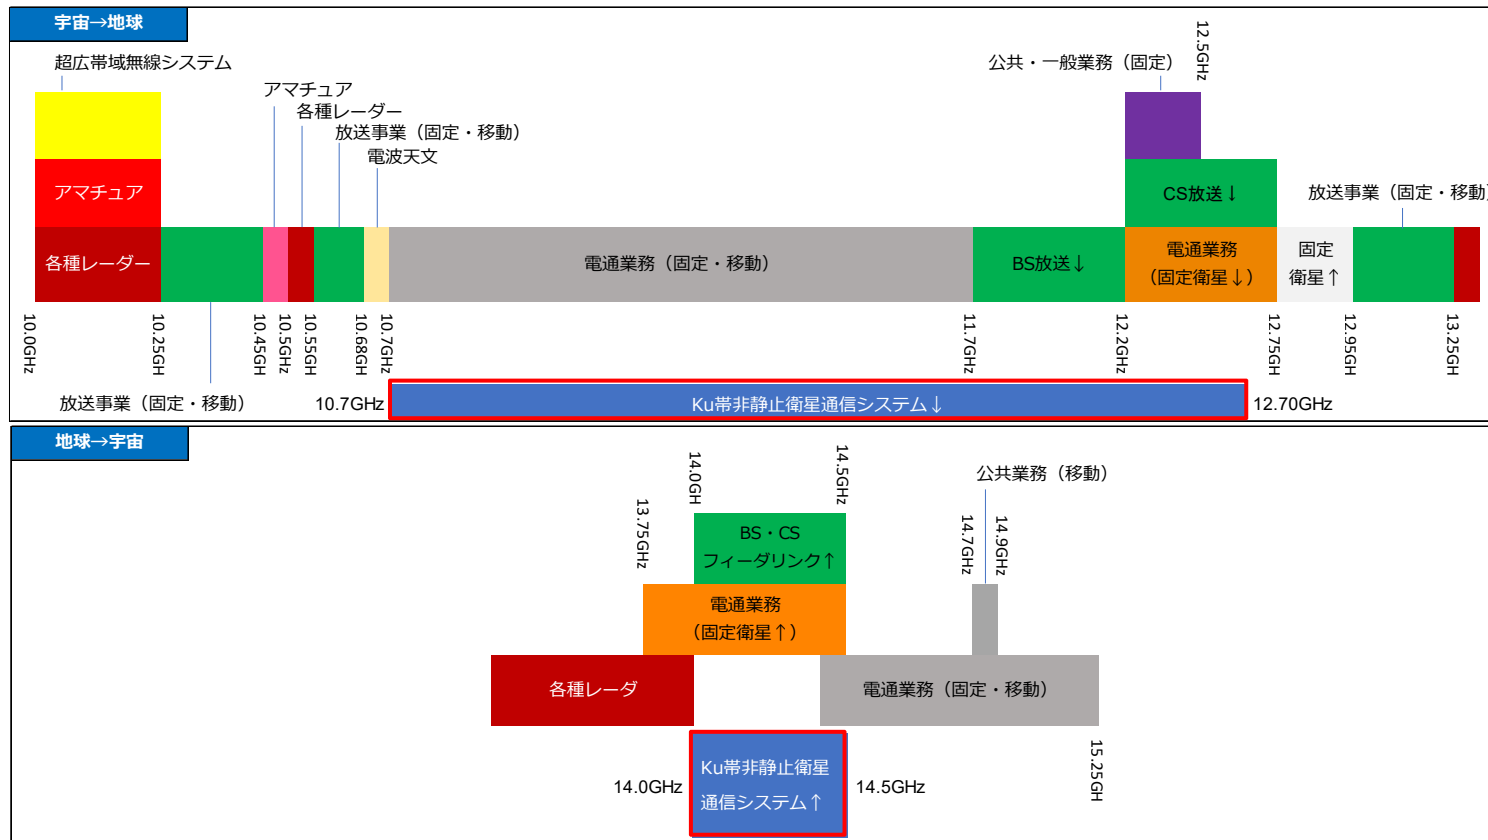 宇宙→地球
超広帯域無線システム
アマチュア
各種レーダー
放送事業（固定・移動）
電波天文
公共・一般業務（固定）
12.5GHz
アマチュア
CS放送↓
放送事業（固定・移動）
各種レーダー
電通業務（固定・移動）
BS放送↓
電通業務
（固定衛星↓）
固定
衛星↑
10.0GHz
10.25GH
10.45GH
10.5GHz
10.55GH
10.68GH
10.7GHz
11.7GHz
12.2GHz
12.75GH
12.95GH
13.25GH
放送事業（固定・移動）
10.7GHz
Ku帯非静止衛星通信システム↓
12.70GHz
地球→宇宙
13.75GHz
14.0GH
14.5GHz
公共業務（移動）
14.7GHz
14.9GHz
BS・CS
フィーダリンク↑
電通業務
（固定衛星↑）
各種レーダ
電通業務（固定・移動）
14.0GHz
Ku帯非静止衛星
通信システム↑
14.5GHz
15.25GH